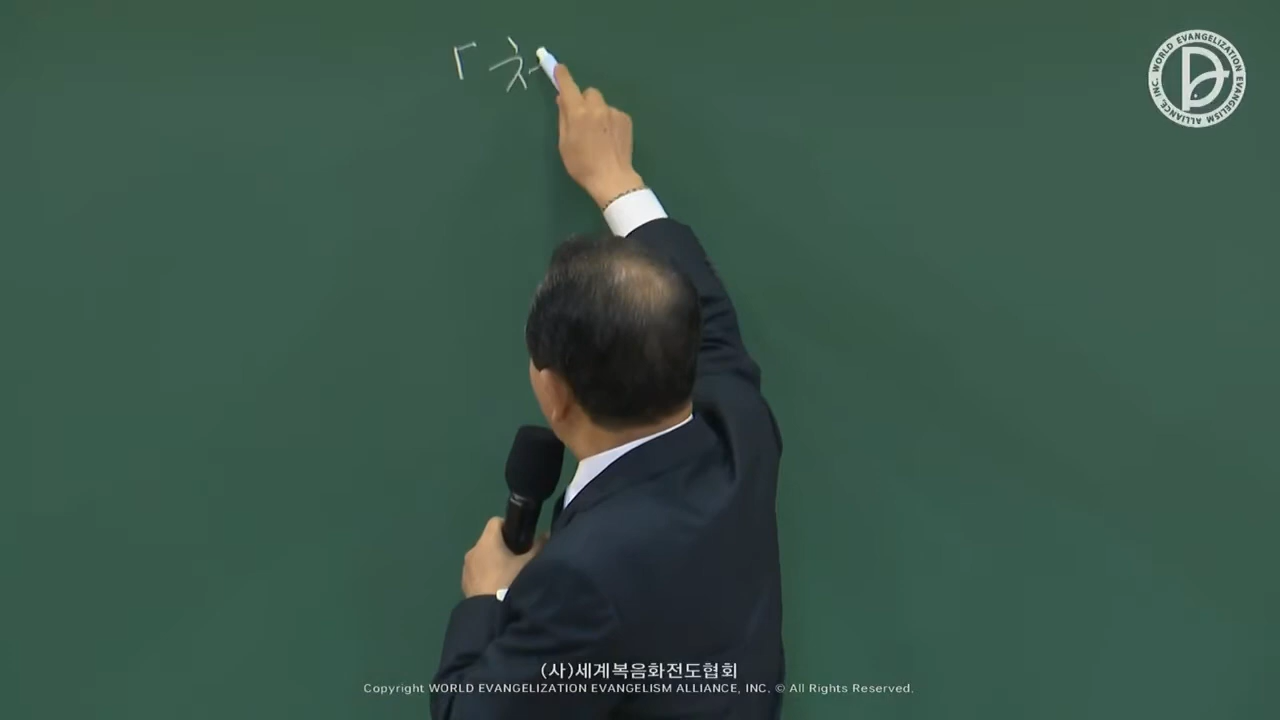 「 저
WORLD EVANGELIZATION EVANGELISM ALLIANCE, INC.
(사)세계복음화전도협회
Copyright WORLD EVANGELIZATION EVANGELISM ALLIANCE, INC. © All Rights Reserved.